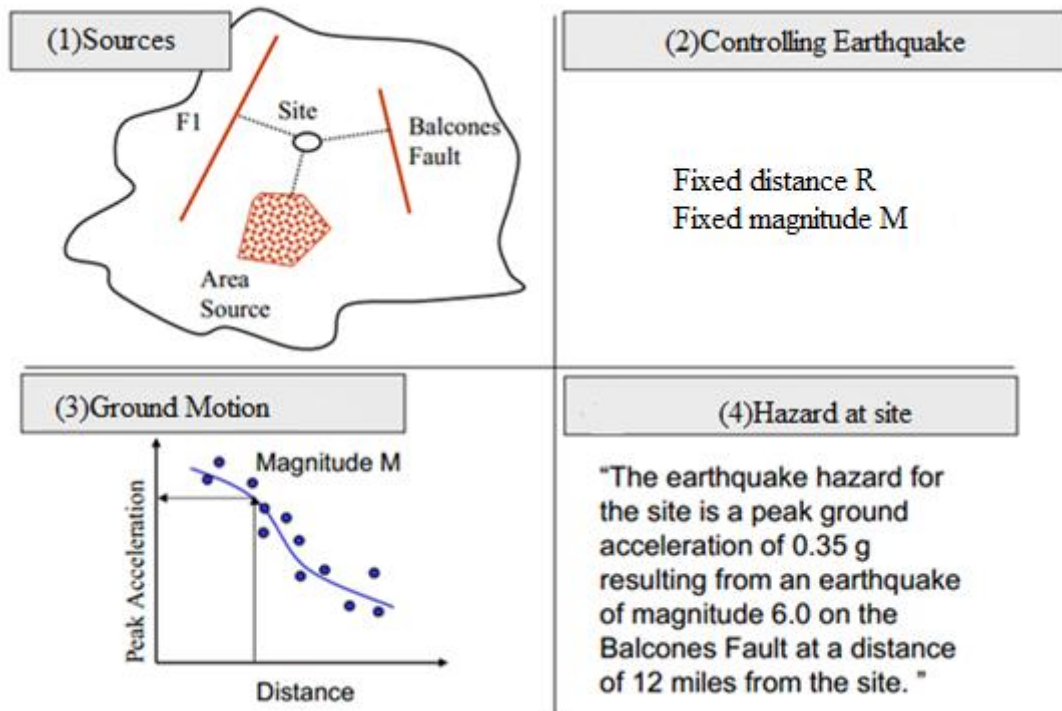 (1)Sources
F1
Site
Balcones
Fault
Area
Source
(2)Controlling Earthquake
Fixed distance R
Fixed magnitude M
(3)Ground Motion
Magnitude M
Peak Acceleration
Distance
(4)Hazard at site
“The earthquake hazard for
the site is a peak ground
acceleration of 0.35 g
resulting from an earthquake
of magnitude 6.0 on the
Balcones Fault at a distance
of 12 miles from the site. ”